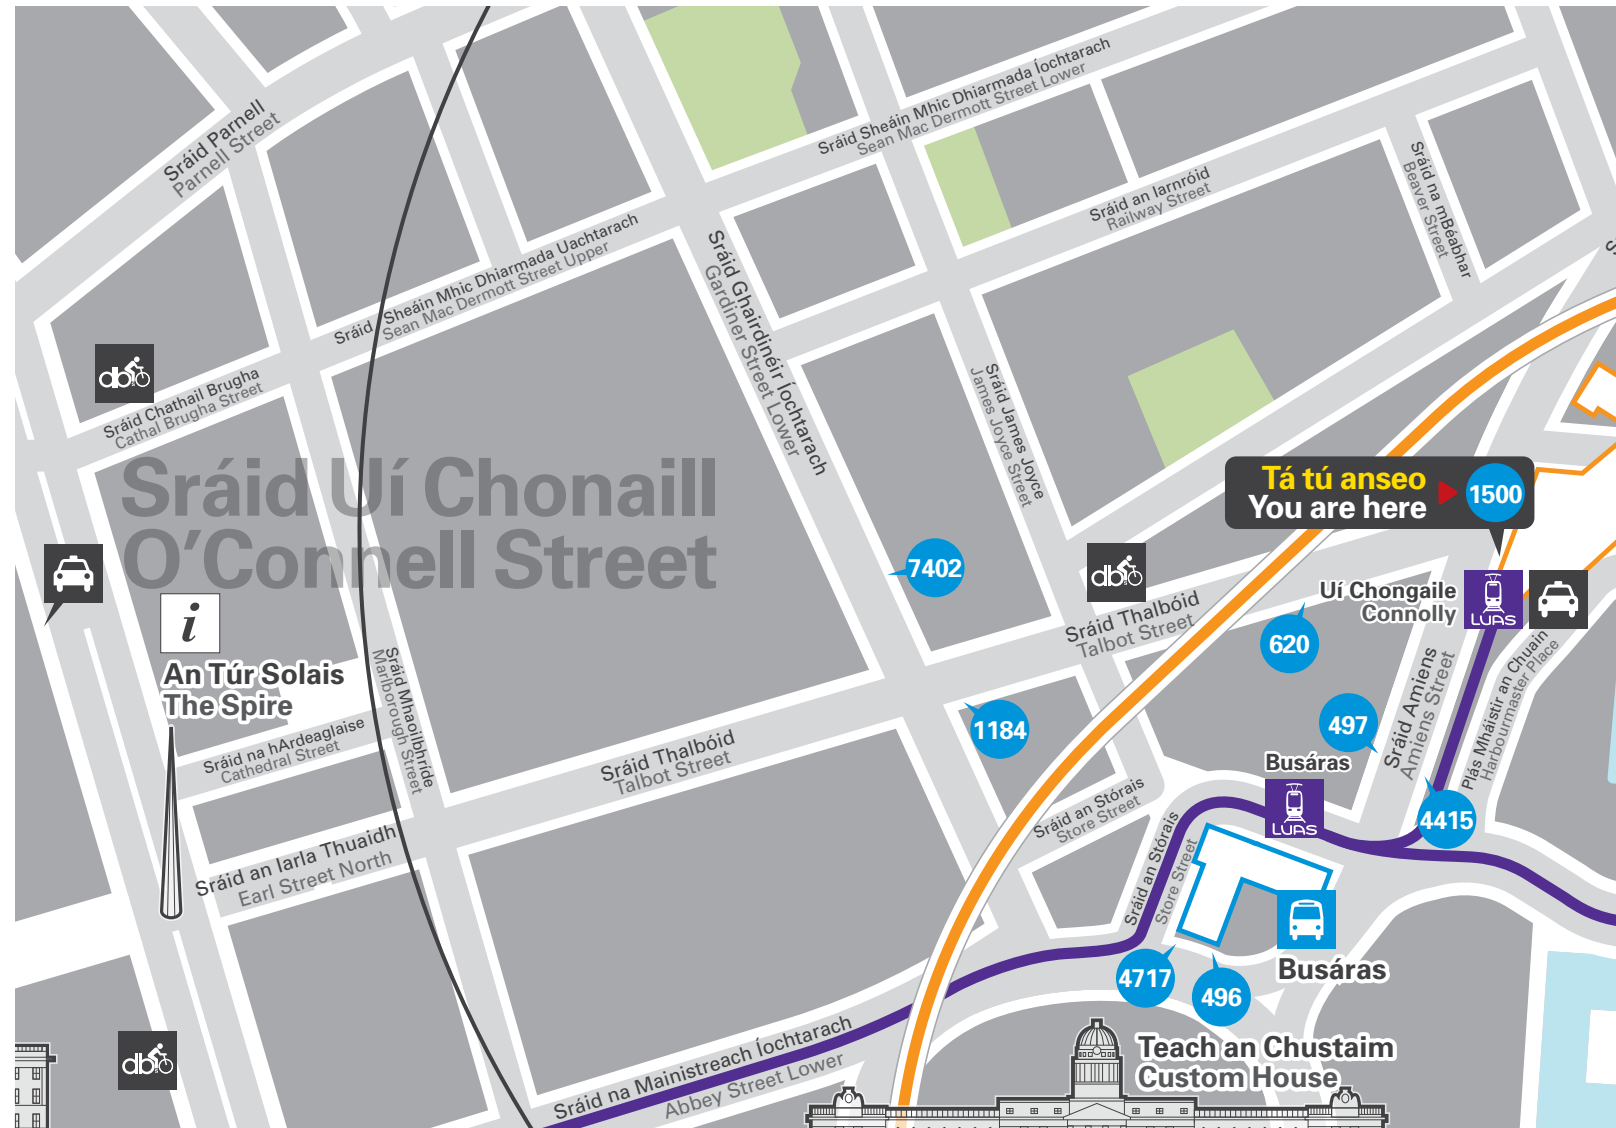 Sráid Parnell
Parnell Street
Sráid Sheáin Mhic Dhiarmada Íochtarach
Sean Mac Dermott Street Lower
Sráid an Iarnróid
Railway Street
Sráid na mBéabhar
Beaver Street
Sráid Sheáin Mhic Dhiarmada Uachtarach
Sean Mac Dermott Street Upper
Sráid Ghairdinéir Íochtarach
Gardiner Street Lower
db
Sráid Chathail Brugha
Cathal Brugha Street
Sráid James Joyce
James Joyce Street
Sráid Uí Chonaill
O'Connell Street
Tá tú anseo
You are here
1500
7402
db
Uí Chongaile
Connolly
LUAS
i
An Túr Solais
The Spire
Sráid Thalbóid
Talbot Street
620
Sráid Mhaoilbhríde
Marlborough Street
Sráid na hArdeaglaise
Cathedral Street
1184
497
Sráid Amiens
Amiens Street
Plás Mháistir an Chuain
Harbourmaster Place
Sráid Thalbóid
Talbot Street
Busáras
LUAS
Sráid an Stórais
Store Street
4415
Sráid an Iarla Thuaidh
Earl Street North
Sráid an Stórais
Store Street
4717
496
Busáras
db
Sráid na Mainistreach Íochtarach
Abbey Street Lower
Teach an Chustaim
Custom House